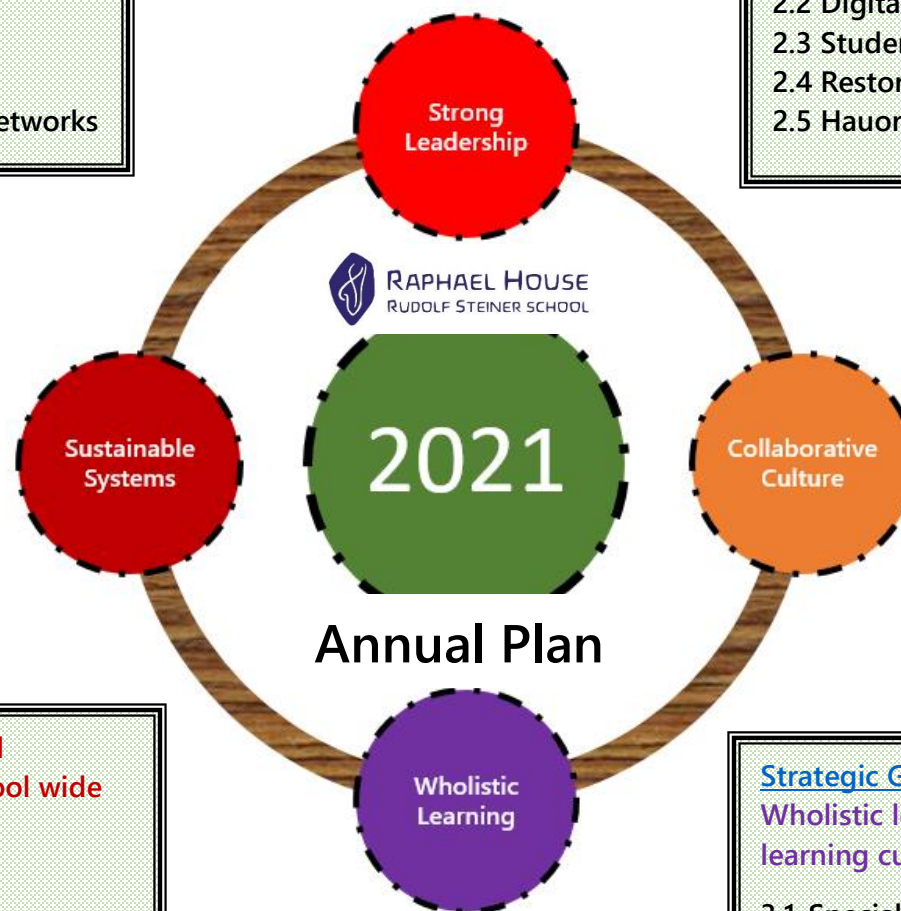 etworks
2.2 Digita
2.3 Studen
2.4 Restor
2.5 Hauor
Strong
Leadership
RAPHAEL HOUSE
RUDOLF STEINER SCHOOL
Sustainable
Systems
2021
Collaborative
Culture
Annual Plan
Wholistic
Learning
ool wide
Strategic G
Wholistic l
learning cu